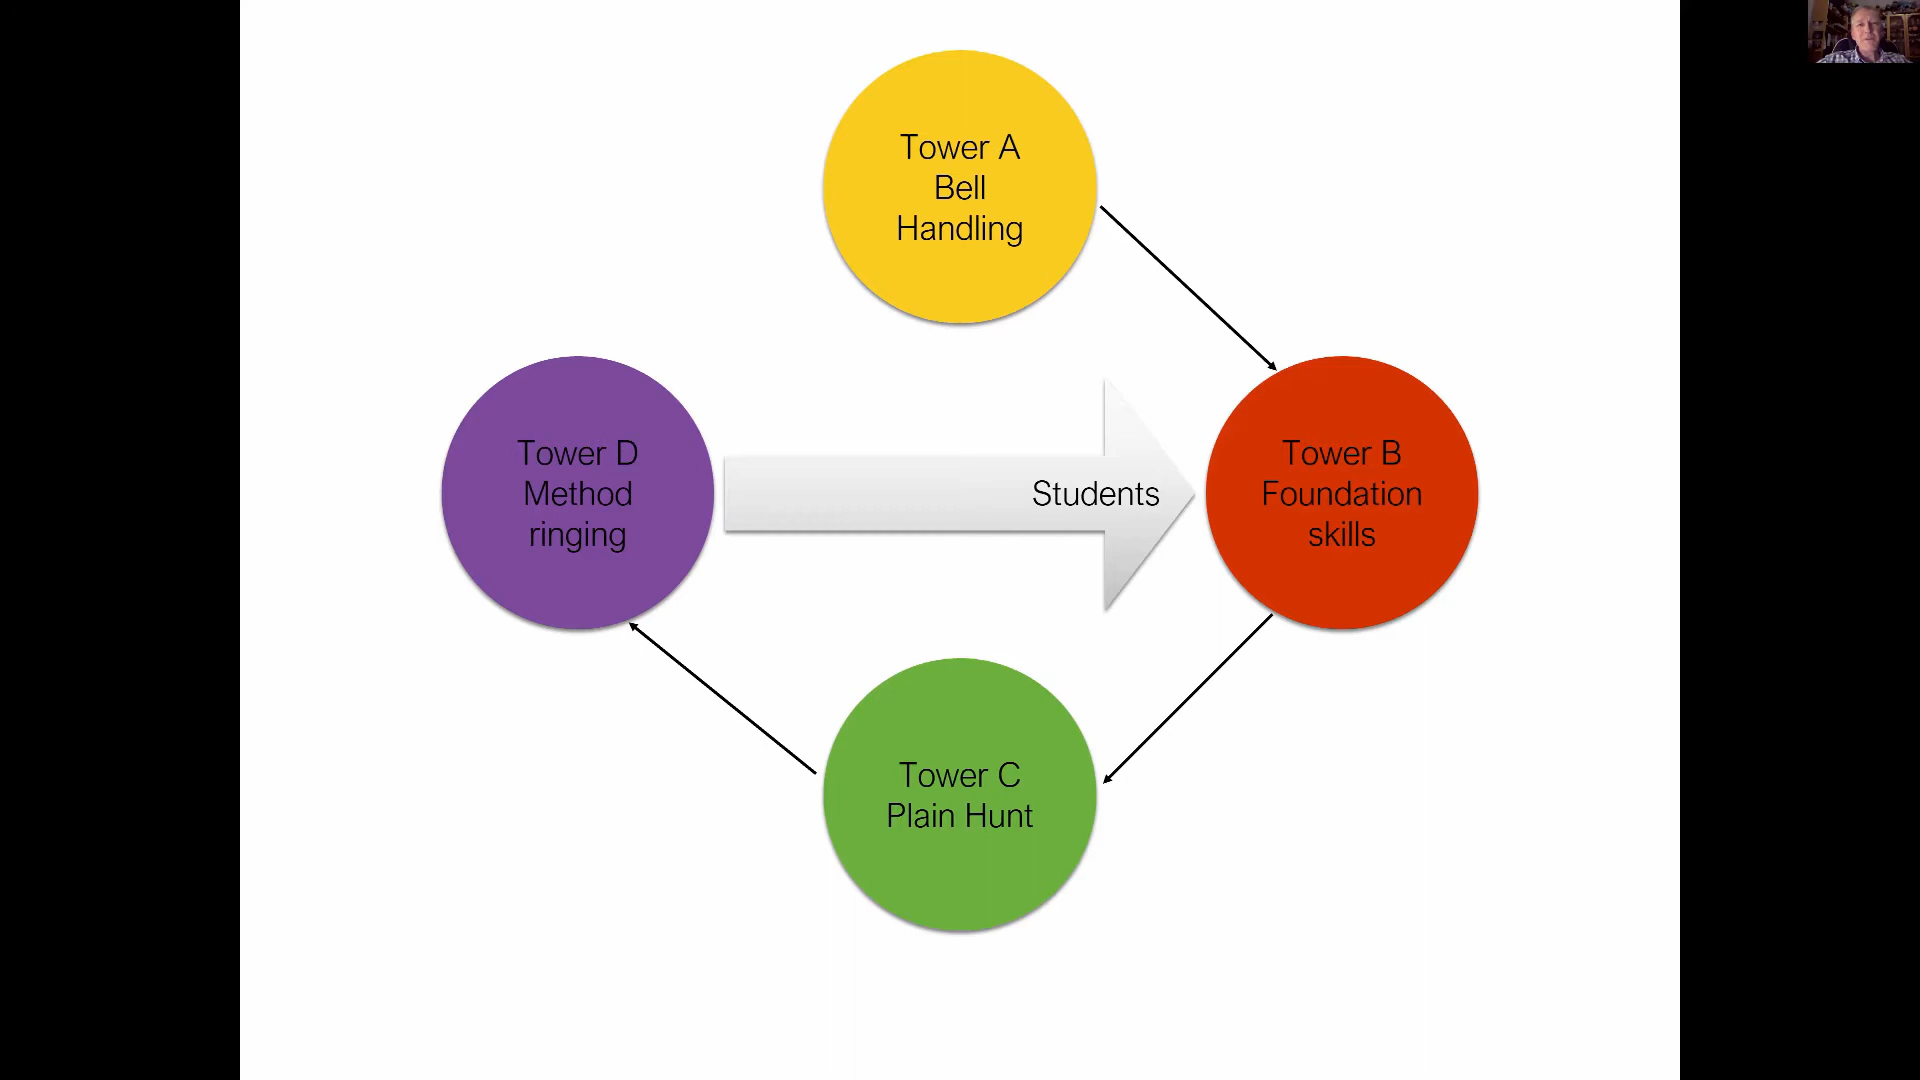 Tower A
Bell
Handling
Tower D
Method
ringing
Students
Tower B
Foundation
skills
Tower C
Plain Hunt